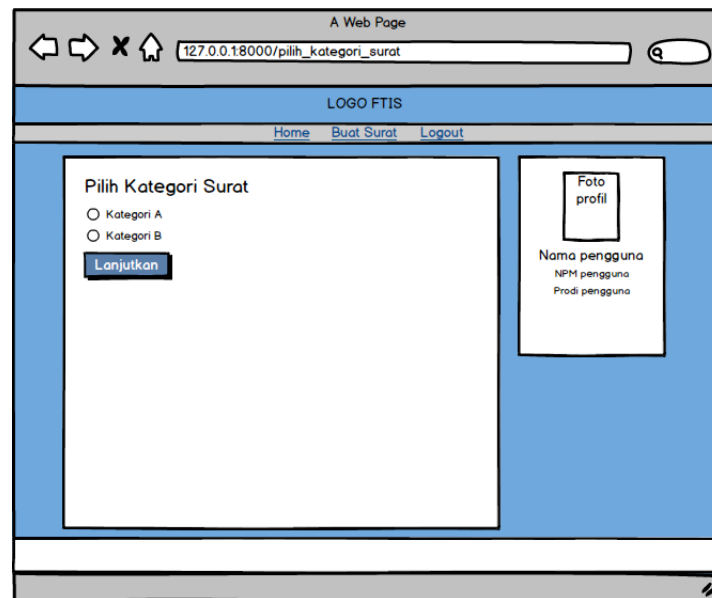 A Web Page
127.0.0.1:8000/pilih_kategori_surat
LOGO FTIS
Home Buat Surat Logout
Pilih Kategori Surat
Kategori A
Kategori B
Lanjutkan
Foto
profil
Nama pengguna
NPM pengguna
Prodi pengguna